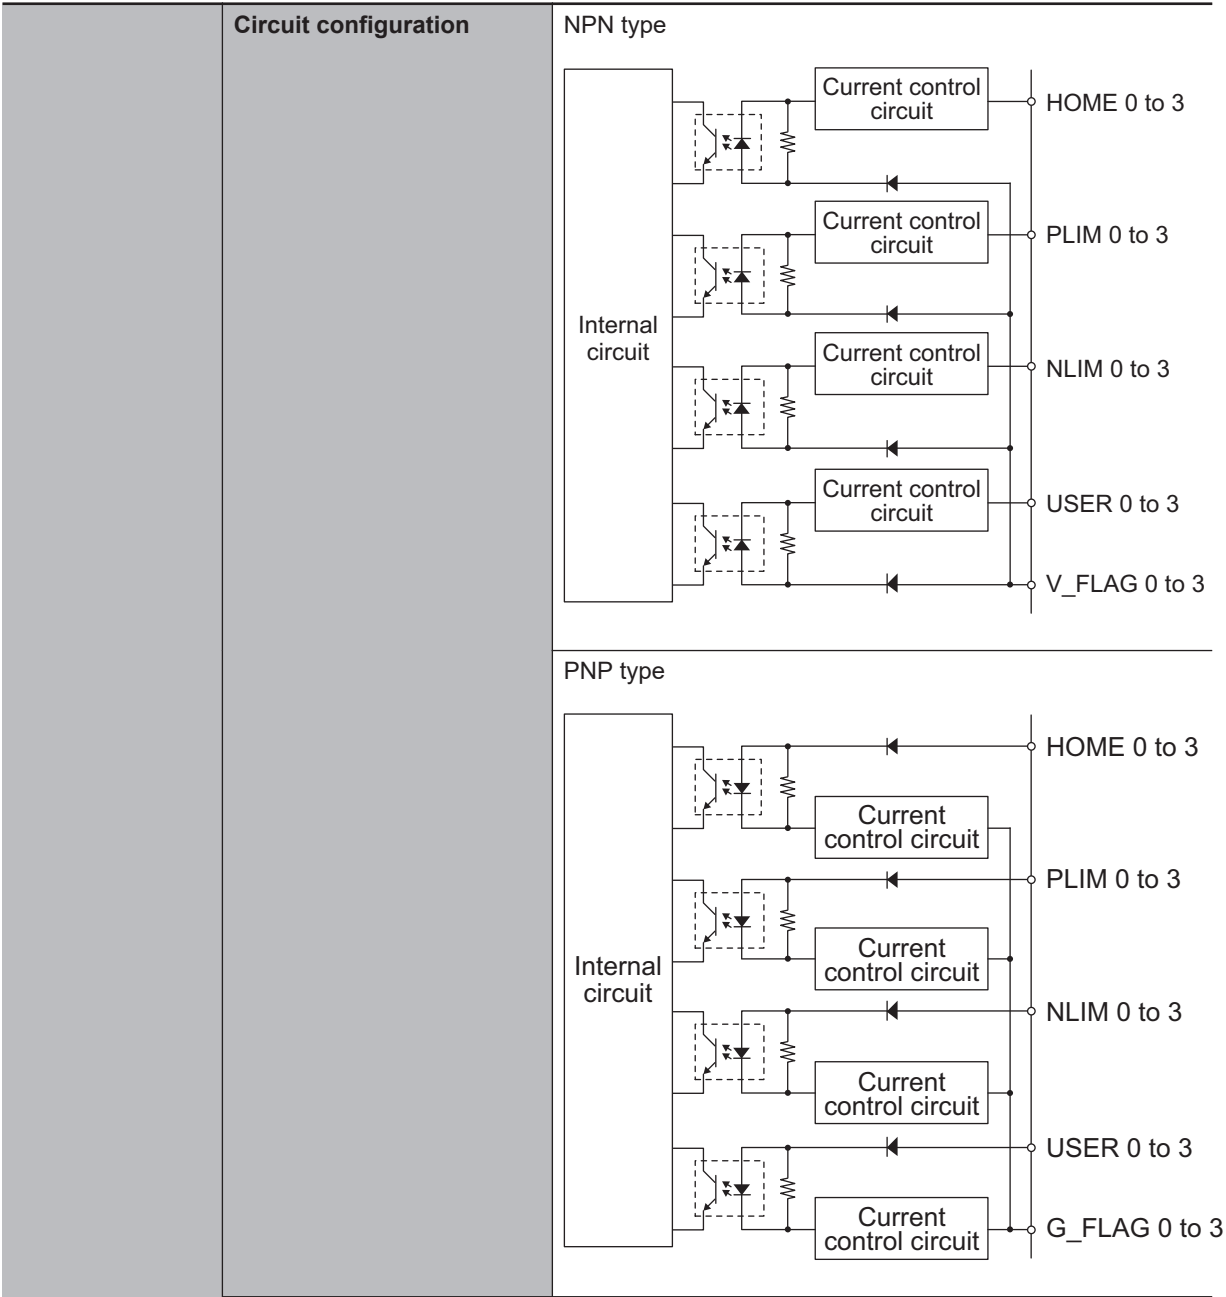 Circuit configuration
NPN type
Internal
circuit
Current control
circuit
HOME 0 to 3
Current control
circuit
PLIM 0 to 3
Current control
circuit
NLIM 0 to 3
Current control
circuit
USER 0 to 3
V_FLAG 0 to 3
PNP type
Internal
circuit
HOME 0 to 3
Current
control circuit
PLIM 0 to 3
Current
control circuit
NLIM 0 to 3
Current
control circuit
USER 0 to 3
Current
control circuit
G_FLAG 0 to 3